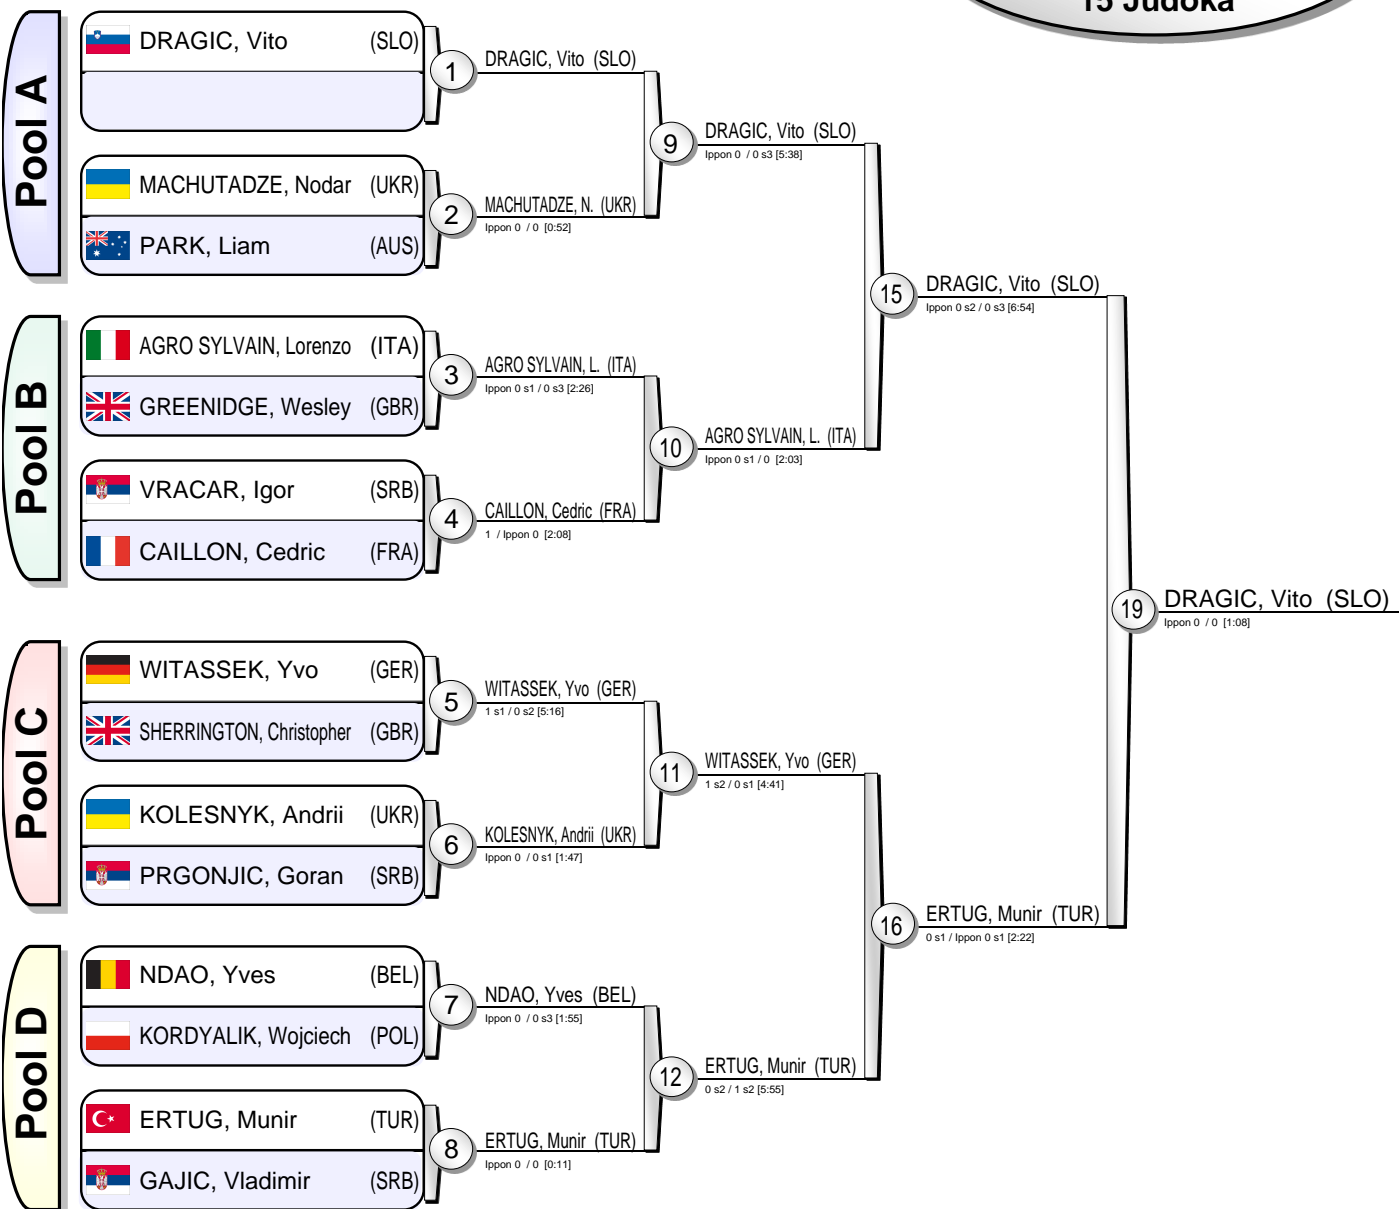 15 Judoka
Pool A
DRAGIC, Vito (SLO)
MACHUTADZE, Nodar (UKR)
PARK, Liam (AUS)
Pool B
AGRO SYLVAIN, Lorenzo (ITA)
GREENIDGE, Wesley (GBR)
VRACAR, Igor (SRB)
CAILLON, Cedric (FRA)
Pool C
WITASSEK, Yvo (GER)
SHERRINGTON, Christopher (GBR)
KOLESNYK, Andrii (UKR)
PRGONJIC, Goran (SRB)
Pool D
NDAO, Yves (BEL)
KORDYALIK, Wojciech (POL)
ERTUG, Munir (TUR)
GAJIC, Vladimir (SRB)
1
DRAGIC, Vito (SLO)
2
MACHUTADZE, N. (UKR)
Ippon 0 / 0 [0:52]
3
AGRO SYLVAIN, L. (ITA)
Ippon 0 s1 / 0 s3 [2:26]
4
CAILLON, Cedric (FRA)
1 / Ippon 0 [2:08]
5
WITASSEK, Yvo (GER)
1 s1 / 0 s2 [5:16]
6
KOLESNYK, Andrii (UKR)
Ippon 0 / 0 s1 [1:47]
7
NDAO, Yves (BEL)
Ippon 0 / 0 s3 [1:55]
8
ERTUG, Munir (TUR)
Ippon 0 / 0 [0:11]
9
DRAGIC, Vito (SLO)
Ippon 0 / 0 s3 [5:38]
10
AGRO SYLVAIN, L. (ITA)
Ippon 0 s1 / 0 [2:03]
11
WITASSEK, Yvo (GER)
1 s2 / 0 s1 [4:41]
12
ERTUG, Munir (TUR)
0 s2 / 1 s2 [5:55]
15
DRAGIC, Vito (SLO)
Ippon 0 s2 / 0 s3 [6:54]
16
ERTUG, Munir (TUR)
0 s1 / Ippon 0 s1 [2:22]
19
DRAGIC, Vito (SLO)
Ippon 0 / 0 [1:08]